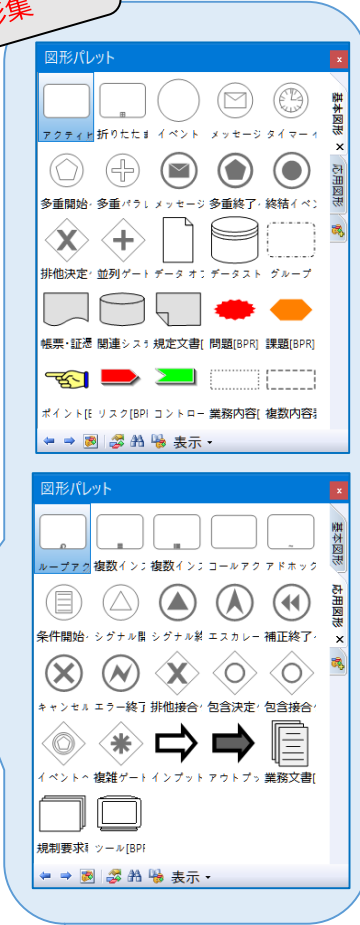 形集
図形パレット
基本図形
応用図形
アクティビ 折りたたま イベント メッセージ タイマー イ
多重開始・ 多重パラレ メッセージ 多重終了・ 終結イベン
排他決定・ 並列ゲート データ オブ データスト グループ
帳票・証憑 関連システ 規定文書[ 問題[BPR] 課題[BPR]
ポイント[B リスク[BPI コントロー 業務内容[ 複数内容
表示
図形パレット
基本図形
応用図形
ループアク 複数インス 複数インス コールアク アドホック
条件開始・ シグナル開 シグナル終 エスカレー 補正終了・
キャンセル エラー終了 排他接合・ 包含決定・ 包含接合・
イベントベ 複雑ゲート インプット アウトプッ 業務文書[
規制要求 ツール[BPF
表示